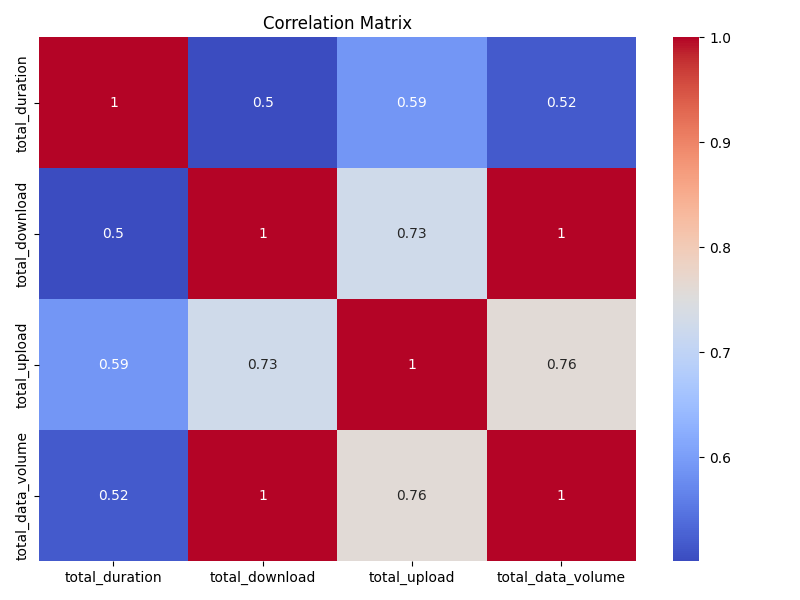 Correlation Matrix
total_duration 1 0.5 0.59 0.52
total_download 0.5 1 0.73 1
total_upload 0.59 0.73 1 0.76
total_data_volume 0.52 1 0.76 1
total_duration total_download total_upload total_data_volume
1.0
0.9
0.8
0.7
0.6